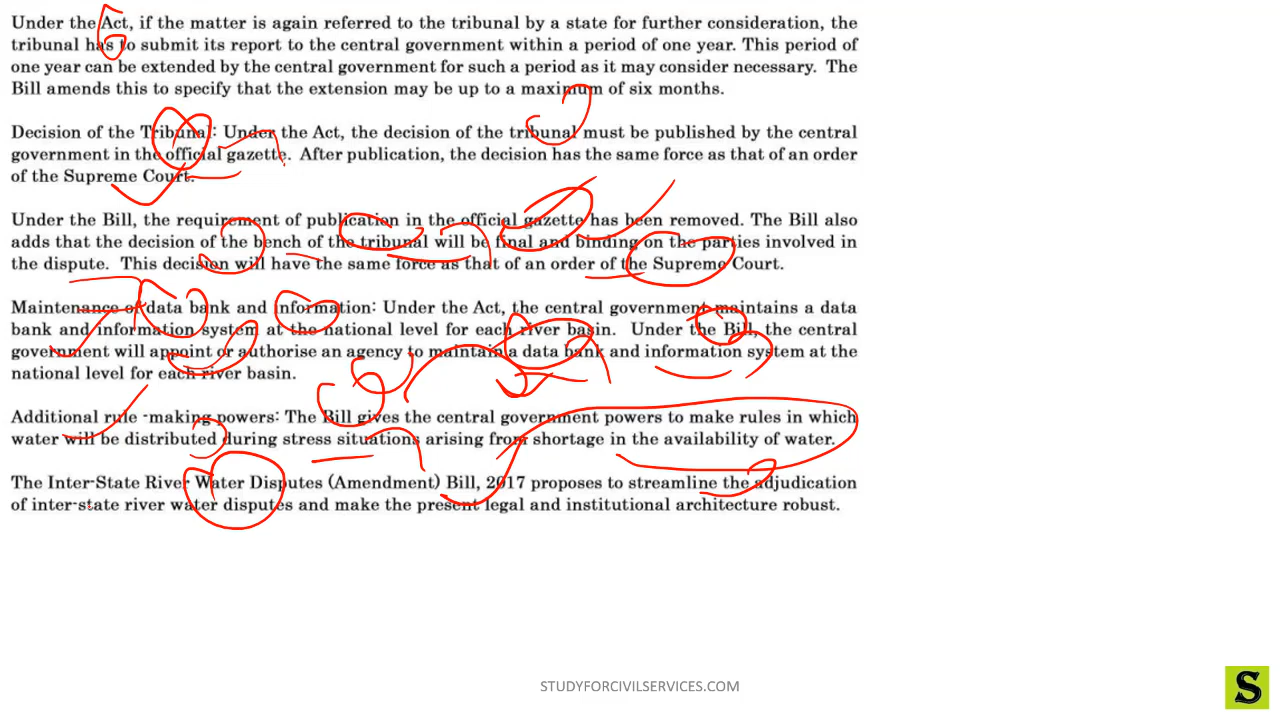 Under the Act, if the matter is again referred to the tribunal by a state for further consideration, the
tribunal has to submit its report to the central government within a period of one year. This period of
one year can be extended by the central government for such a period as it may consider necessary. The
Bill amends this to specify that the extension may be up to a maximum of six months.
Decision of the Tribunal: Under the Act, the decision of the tribunal must be published by the central
government in the official gazette. After publication, the decision has the same force as that of an order
of the Supreme Court.
Under the Bill, the requirement of publication in the official gazette has been removed. The Bill also
adds that the decision of the bench of the tribunal will be final and binding on the parties involved in
the dispute. This decision will have the same force as that of an order of the Supreme Court.
Maintenance of data bank and information: Under the Act, the central government maintains a data
bank and information system at the national level for each river basin. Under the Bill, the central
government will appoint or authorise an agency to maintain a data bank and information system at the
national level for each river basin.
Additional rule -making powers: The Bill gives the central government powers to make rules in which
water will be distributed during stress situations arising from shortage in the availability of water.
The Inter-State River Water Disputes (Amendment) Bill, 2017 proposes to streamline the adjudication
of inter-state river water disputes and make the present legal and institutional architecture robust.
STUDYFORCIVILSERVICES.COM
S